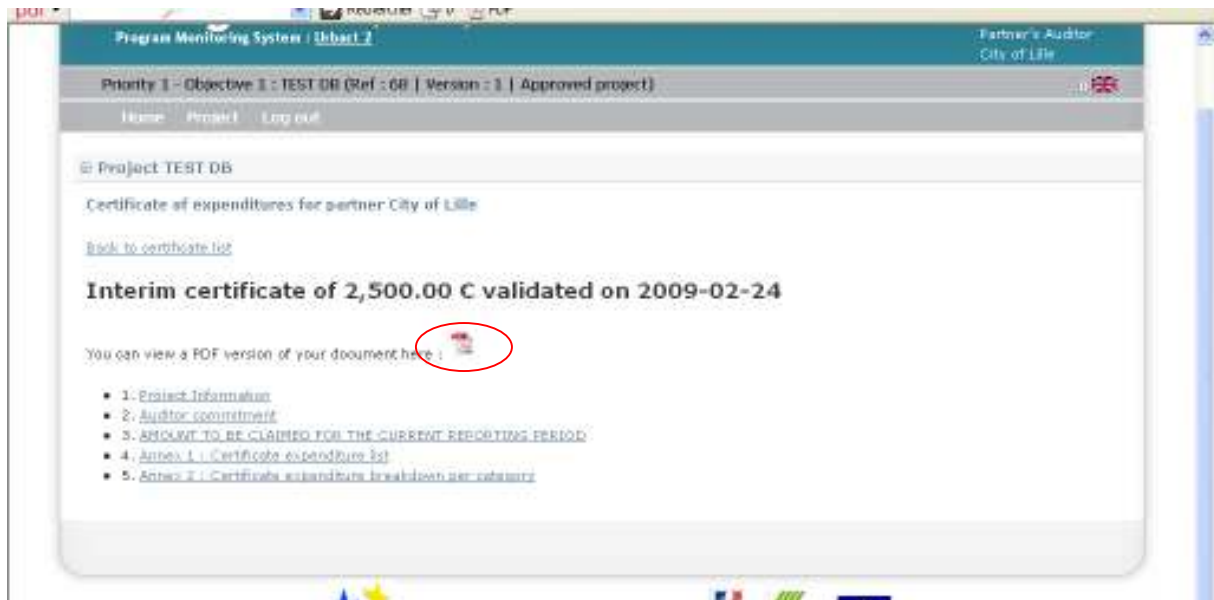 Program Monitoring System : Urbact 2
Partner's Auditor
City of Lille
Priority 1 - Objective 1 : TEST DB (Ref : 68 | Version : 1 | Approved project)
Home Project Log out
Project TEST DB
Certificate of expenditures for partner City of Lille
Back to certificate list
Interim certificate of 2,500.00 € validated on 2009-02-24
You can view a PDF version of your document here :
• 1. Project Information
• 2. Auditor commitment
• 3. AMOUNT TO BE CLAIMED FOR THE CURRENT REPORTING PERIOD
• 4. Annex 1 : Certificate expenditure list
• 5. Annex 2 : Certificate expenditure breakdown per category